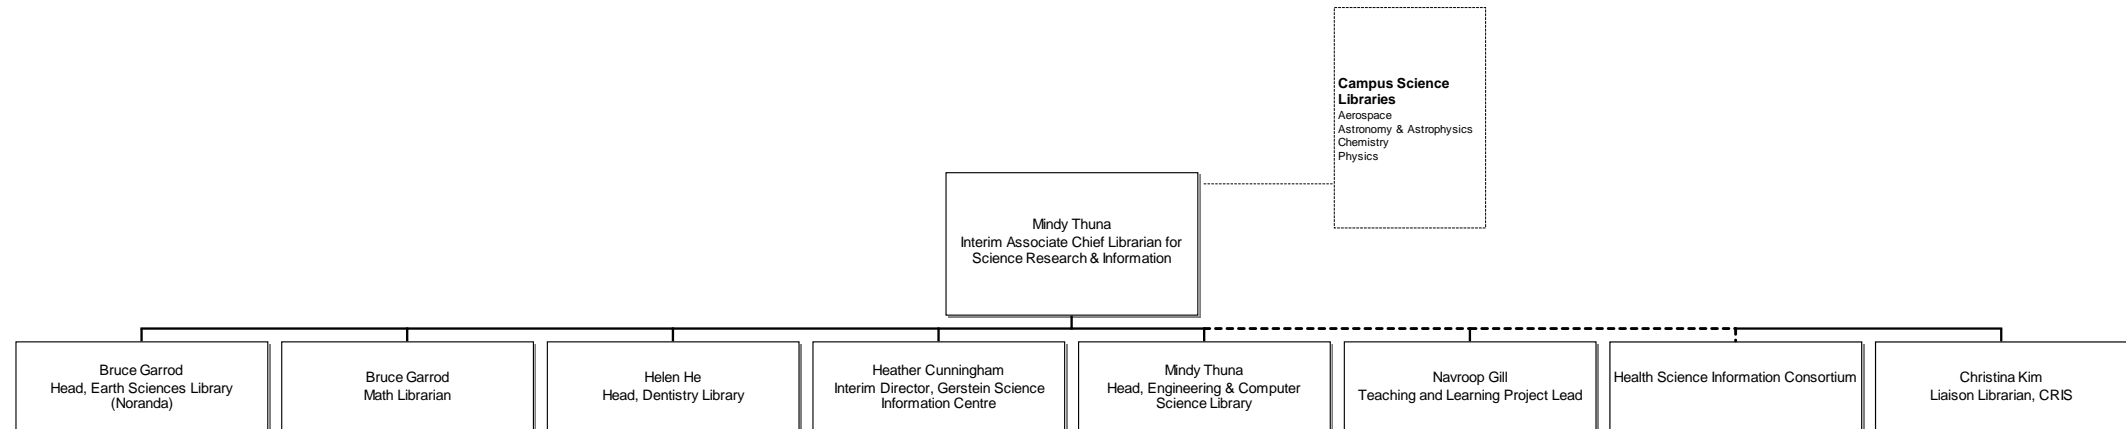 Campus Science
Libraries
Aerospace
Astronomy & Astrophysics
Chemistry
Physics
Mindy Thuna
Interim Associate Chief Librarian for
Science Research & Information
Bruce Garrod
Head, Earth Sciences Library
(Noranda)
Bruce Garrod
Math Librarian
Helen He
Head, Dentistry Library
Heather Cunningham
Interim Director, Gerstein Science
Information Centre
Mindy Thuna
Head, Engineering & Computer
Science Library
Navroop Gill
Teaching and Learning Project Lead
Health Science Information Consortium
Christina Kim
Liaison Librarian, CRIS